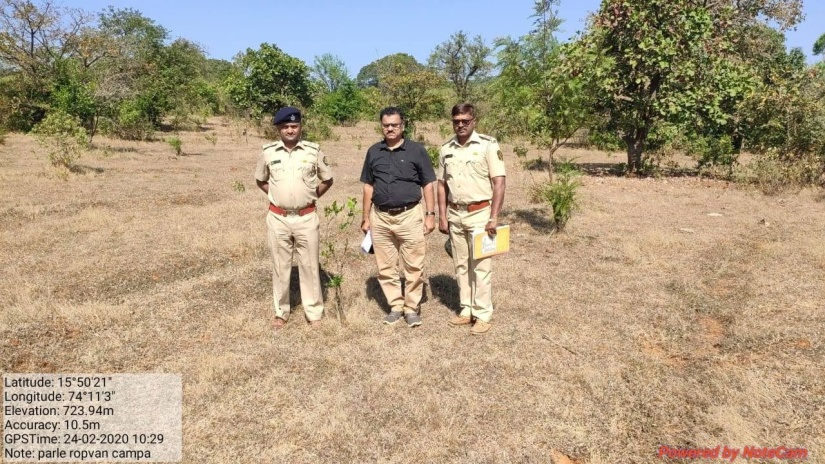 Latitude: 15°50'21"
Longitude: 74°11'3"
Elevation: 723.94m
Accuracy: 10.5m
GPSTime: 24-02-2020 10:29
Note: parle ropvan campa
Powered by NoteCam